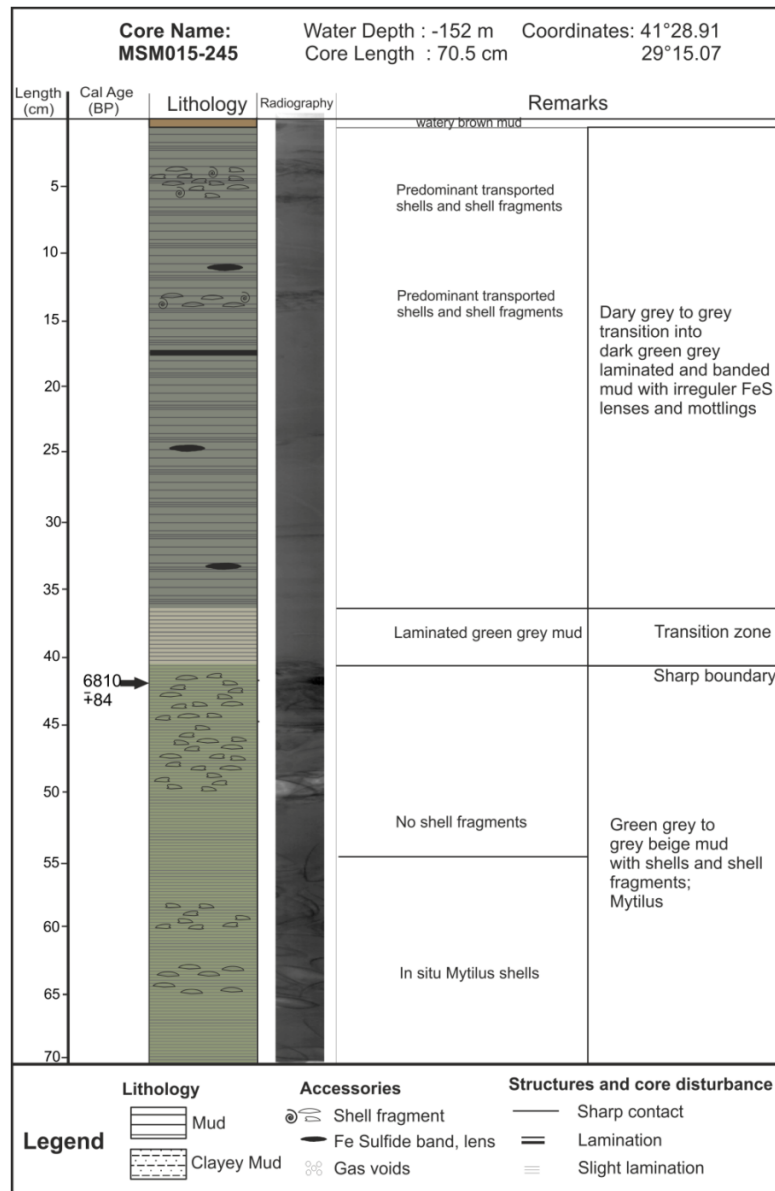 Core Name:
MSM015-245
Water Depth : -152 m
Core Length : 70.5 cm
Coordinates: 41°28.91
29°15.07
Length
(cm)
Cal Age
(BP)
Lithology
Radiography
Remarks
watery brown mud
5
10
15
20
25
30
35
40
45
50
55
60
65
70
6810
+84
Predominant transported
shells and shell fragments
Predominant transported
shells and shell fragments
Dary grey to grey
transition into
dark green grey
laminated and banded
mud with irreguler FeS
lenses and mottlings
Laminated green grey mud
Transition zone
Sharp boundary
No shell fragments
Green grey to
grey beige mud
with shells and shell
fragments;
Mytilus
In situ Mytilus shells
Legend
Lithology
Mud
Clayey Mud
Accessories
Shell fragment
Fe Sulfide band, lens
Gas voids
Structures and core disturbance
Sharp contact
Lamination
Slight lamination